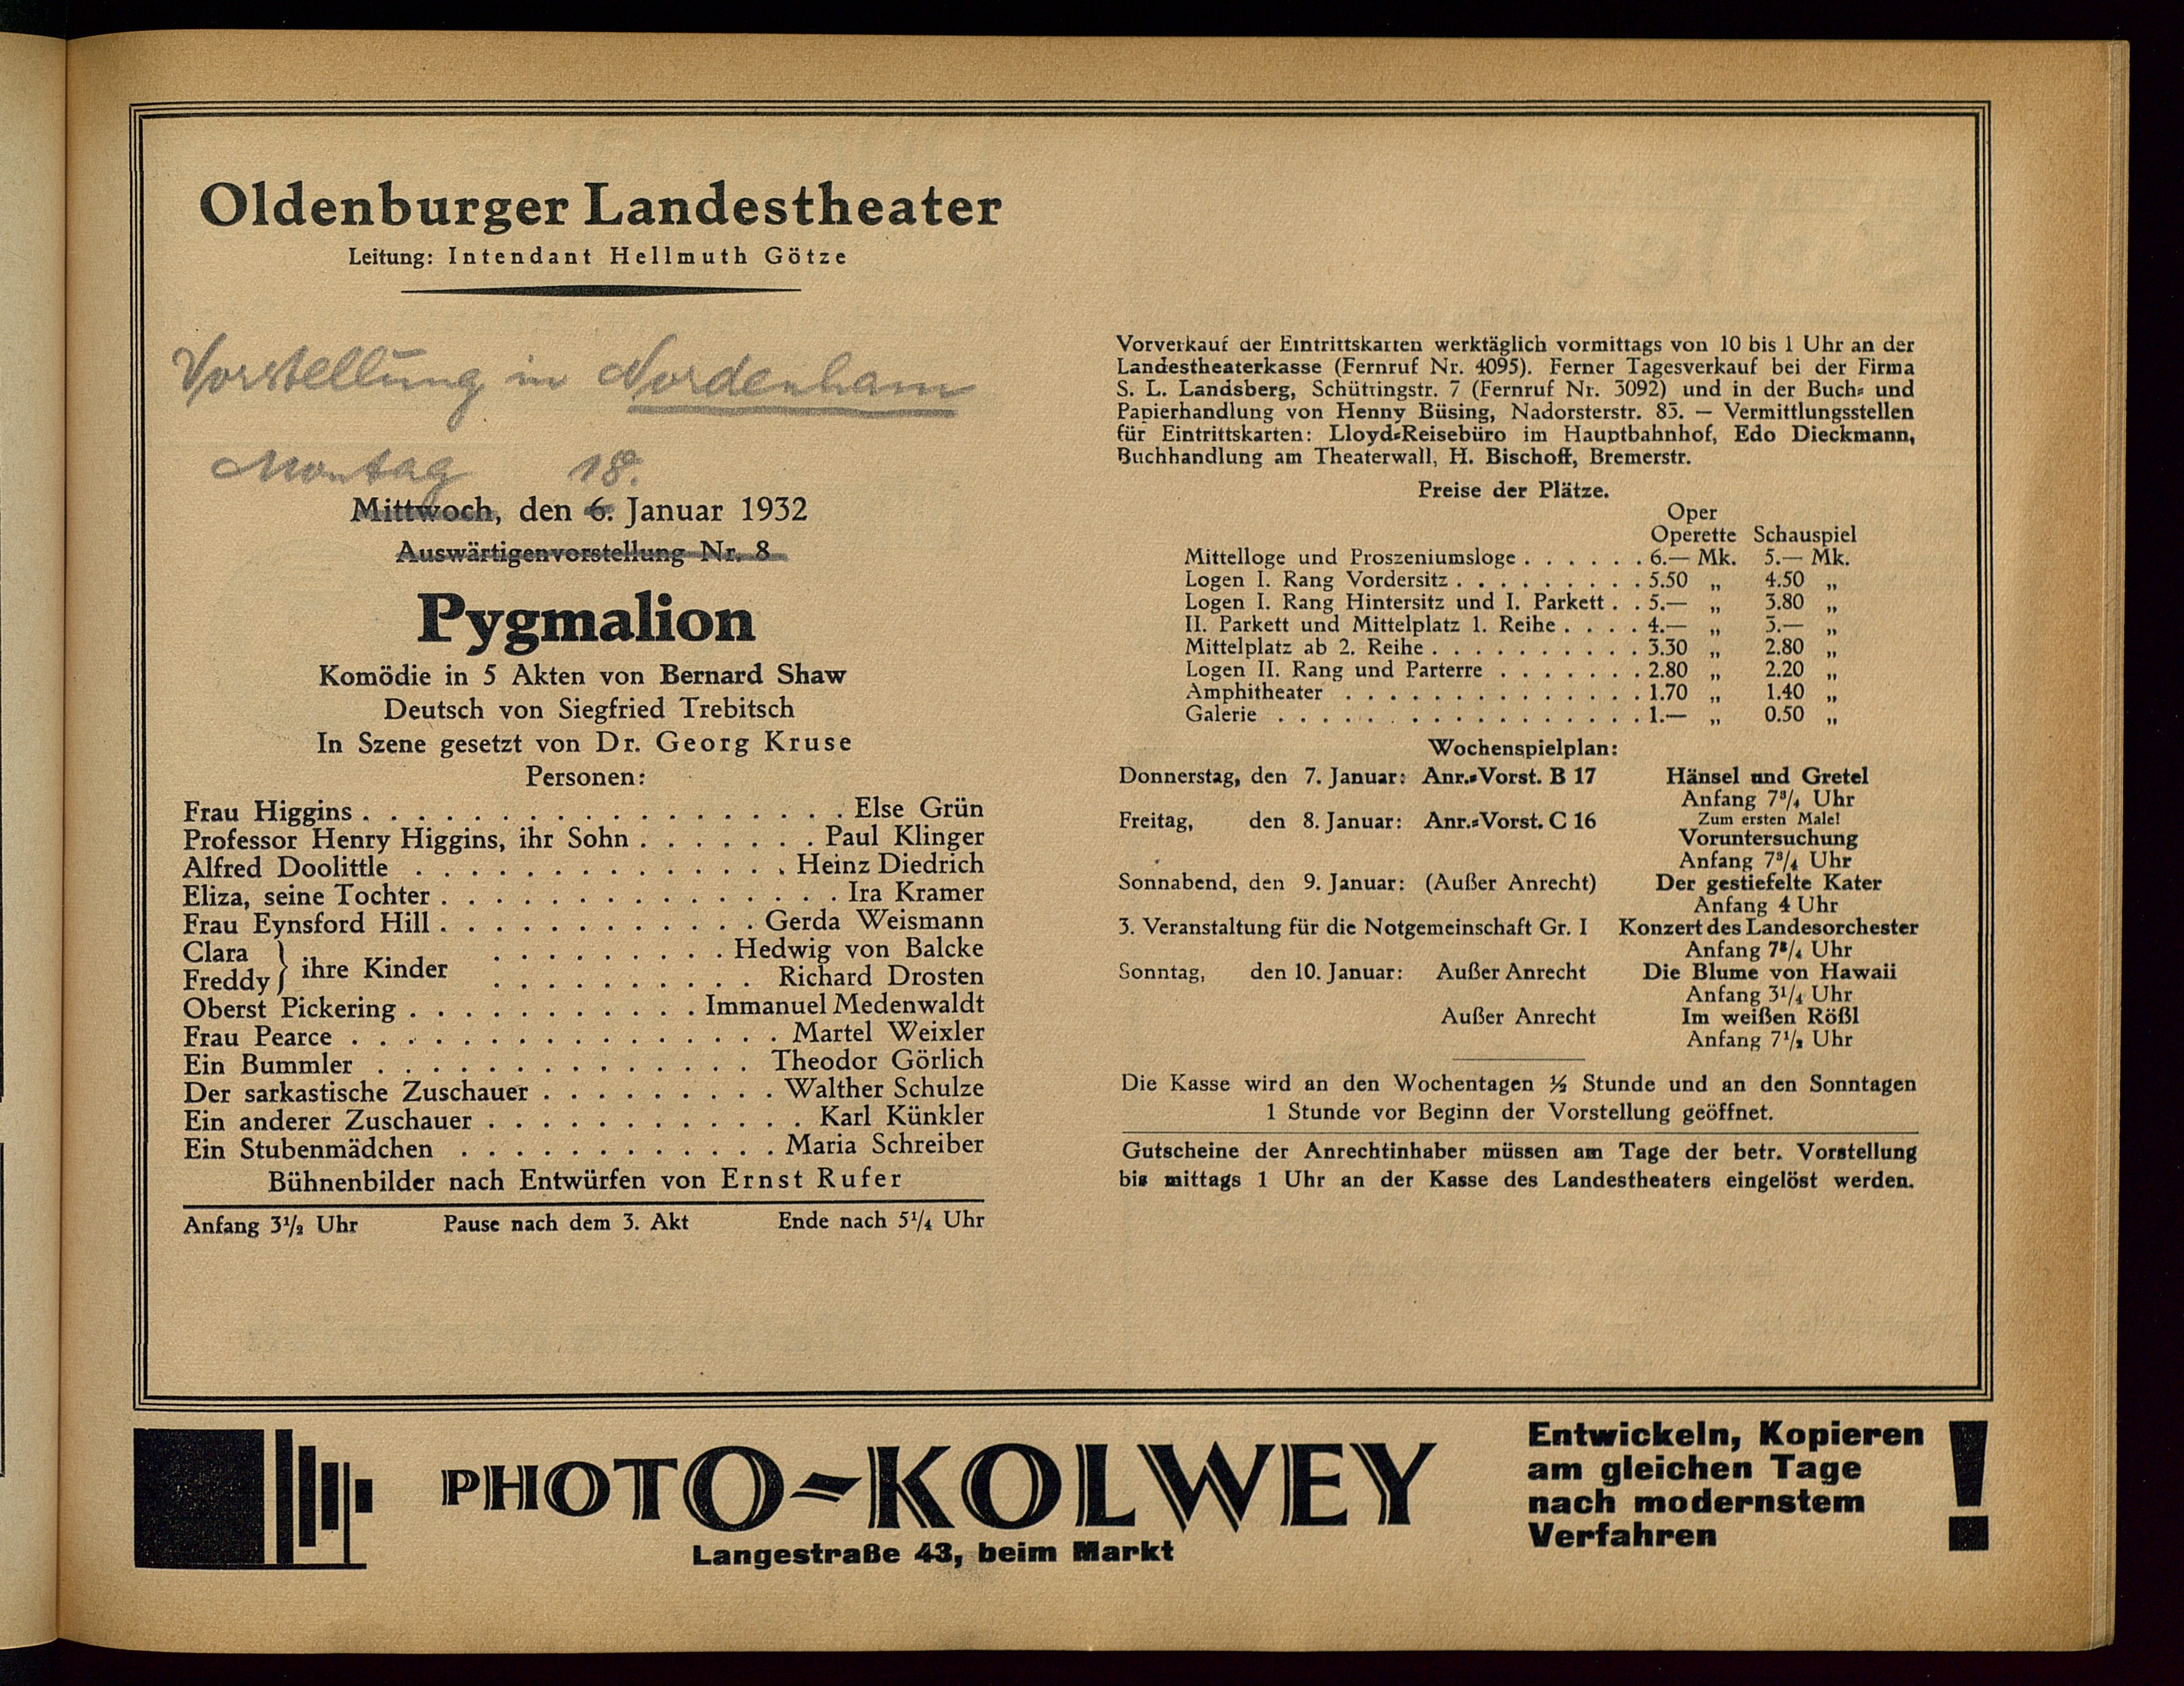 Oldenburger Landestheater
Leitung: Intendant Hellmuth Götze
Vorstellung in Nordenham
Montag 18.
Mittwoch, den 6. Januar 1932
Auswärtigenvorstellung Nr. 8
Pygmalion
Komödie in 5 Akten von Bernard Shaw
Deutsch von Siegfried Trebitsch
In Szene gesetzt von Dr. Georg Kruse
Personen:
Frau Higgins . . . . . . . . . . . . . . . . . . Else Grün
Professor Henry Higgins, ihr Sohn . . . . . . . Paul Klinger
Alfred Doolittle . . . . . . . . . . . . . . Heinz Diedrich
Eliza, seine Tochter . . . . . . . . . . . . . . . Ira Kramer
Frau Eynsford Hill . . . . . . . . . . . . Gerda Weismann
Clara } ihre Kinder . . . . . . . . . Hedwig von Balcke
Freddy } . . . . . . . . . . Richard Drosten
Oberst Pickering . . . . . . . . . . . Immanuel Medenwaldt
Frau Pearce . . . . . . . . . . . . . . . . Martel Weixler
Ein Bummler . . . . . . . . . . . . . . Theodor Görlich
Der sarkastische Zuschauer . . . . . . . . . Walther Schulze
Ein anderer Zuschauer . . . . . . . . . . . . Karl Künkler
Ein Stubenmädchen . . . . . . . . . . . . Maria Schreiber
Bühnenbilder nach Entwürfen von Ernst Rufer
Anfang 3½ Uhr Pause nach dem 3. Akt Ende nach 5¼ Uhr
Vorverkauf der Eintrittskarten werktäglich vormittags von 10 bis 1 Uhr an der
Landestheaterkasse (Fernruf Nr. 4095). Ferner Tagesverkauf bei der Firma
S. L. Landsberg, Schüttingstr. 7 (Fernruf Nr. 3092) und in der Buch- und
Papierhandlung von Henny Büsing, Nadorsterstr. 83. — Vermittlungsstellen
für Eintrittskarten: Lloyd-Reisebüro im Hauptbahnhof, Edo Dieckmann,
Buchhandlung am Theaterwall, H. Bischoff, Bremerstr.
Preise der Plätze.
Oper
Operette Schauspiel
Mittelloge und Proszeniumsloge . . . . . . 6.— Mk. 5.— Mk.
Logen I. Rang Vordersitz . . . . . . . . . 5.50 „ 4.50 „
Logen I. Rang Hintersitz und I. Parkett . . 5.— „ 3.80 „
II. Parkett und Mittelplatz 1. Reihe . . . . 4.— „ 3.— „
Mittelplatz ab 2. Reihe . . . . . . . . . . 3.30 „ 2.80 „
Logen II. Rang und Parterre . . . . . . . 2.80 „ 2.20 „
Amphitheater . . . . . . . . . . . . . . 1.70 „ 1.40 „
Galerie . . . . . . . . . . . . . . . . . 1.— „ 0.50 „
Wochenspielplan:
Donnerstag, den 7. Januar: Anr.-Vorst. B 17 Hänsel und Gretel
Anfang 7¾ Uhr
Freitag, den 8. Januar: Anr.-Vorst. C 16 Zum ersten Male!
Voruntersuchung
Anfang 7¾ Uhr
Sonnabend, den 9. Januar: (Außer Anrecht) Der gestiefelte Kater
Anfang 4 Uhr
3. Veranstaltung für die Notgemeinschaft Gr. I Konzert des Landesorchester
Anfang 7¾ Uhr
Sonntag, den 10. Januar: Außer Anrecht Die Blume von Hawaii
Anfang 3¼ Uhr
Außer Anrecht Im weißen Rößl
Anfang 7½ Uhr
Die Kasse wird an den Wochentagen ½ Stunde und an den Sonntagen
1 Stunde vor Beginn der Vorstellung geöffnet.
Gutscheine der Anrechtinhaber müssen am Tage der betr. Vorstellung
bis mittags 1 Uhr an der Kasse des Landestheaters eingelöst werden.
PHOTO-KOLWEY
Langestraße 43, beim Markt
Entwickeln, Kopieren
am gleichen Tage
nach modernstem
Verfahren !